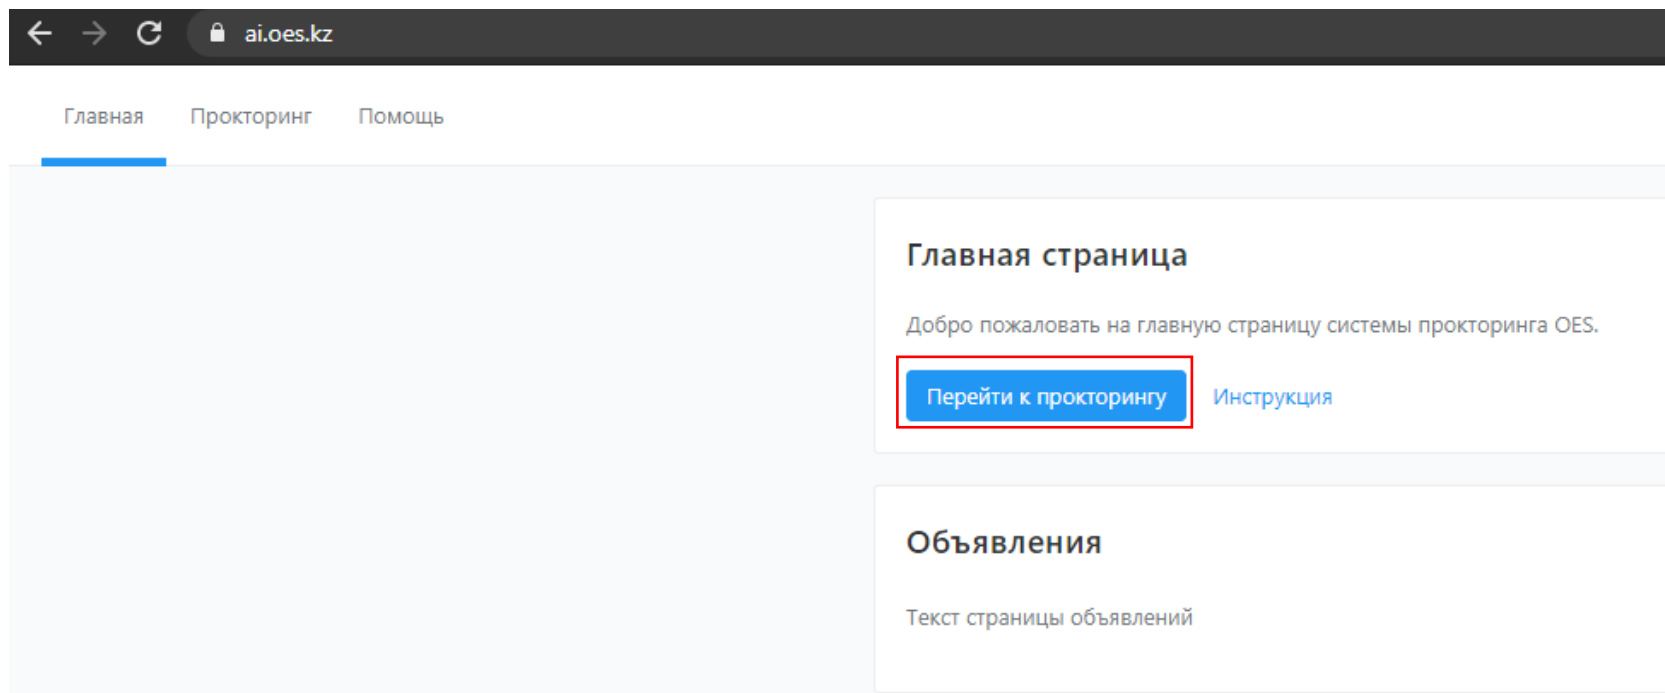 ai.oes.kz
Главная Прокторинг Помощь
Главная страница
Добро пожаловать на главную страницу системы прокторинга OES.
Перейти к прокторингу Инструкция
Объявления
Текст страницы объявлений